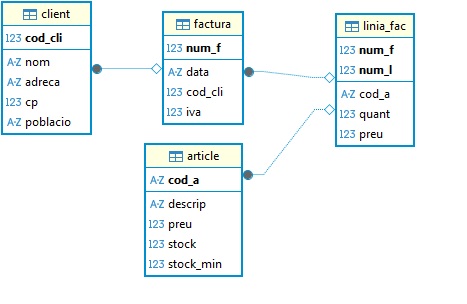 client
123 cod_cli
A-Z nom
A-Z adreca
123 cp
A-Z poblacio
factura
123 num_f
A-Z data
123 cod_cli
123 iva
linia_fac
123 num_f
123 num_l
A-Z cod_a
123 quant
123 preu
article
A-Z cod_a
A-Z descrip
123 preu
123 stock
123 stock_min